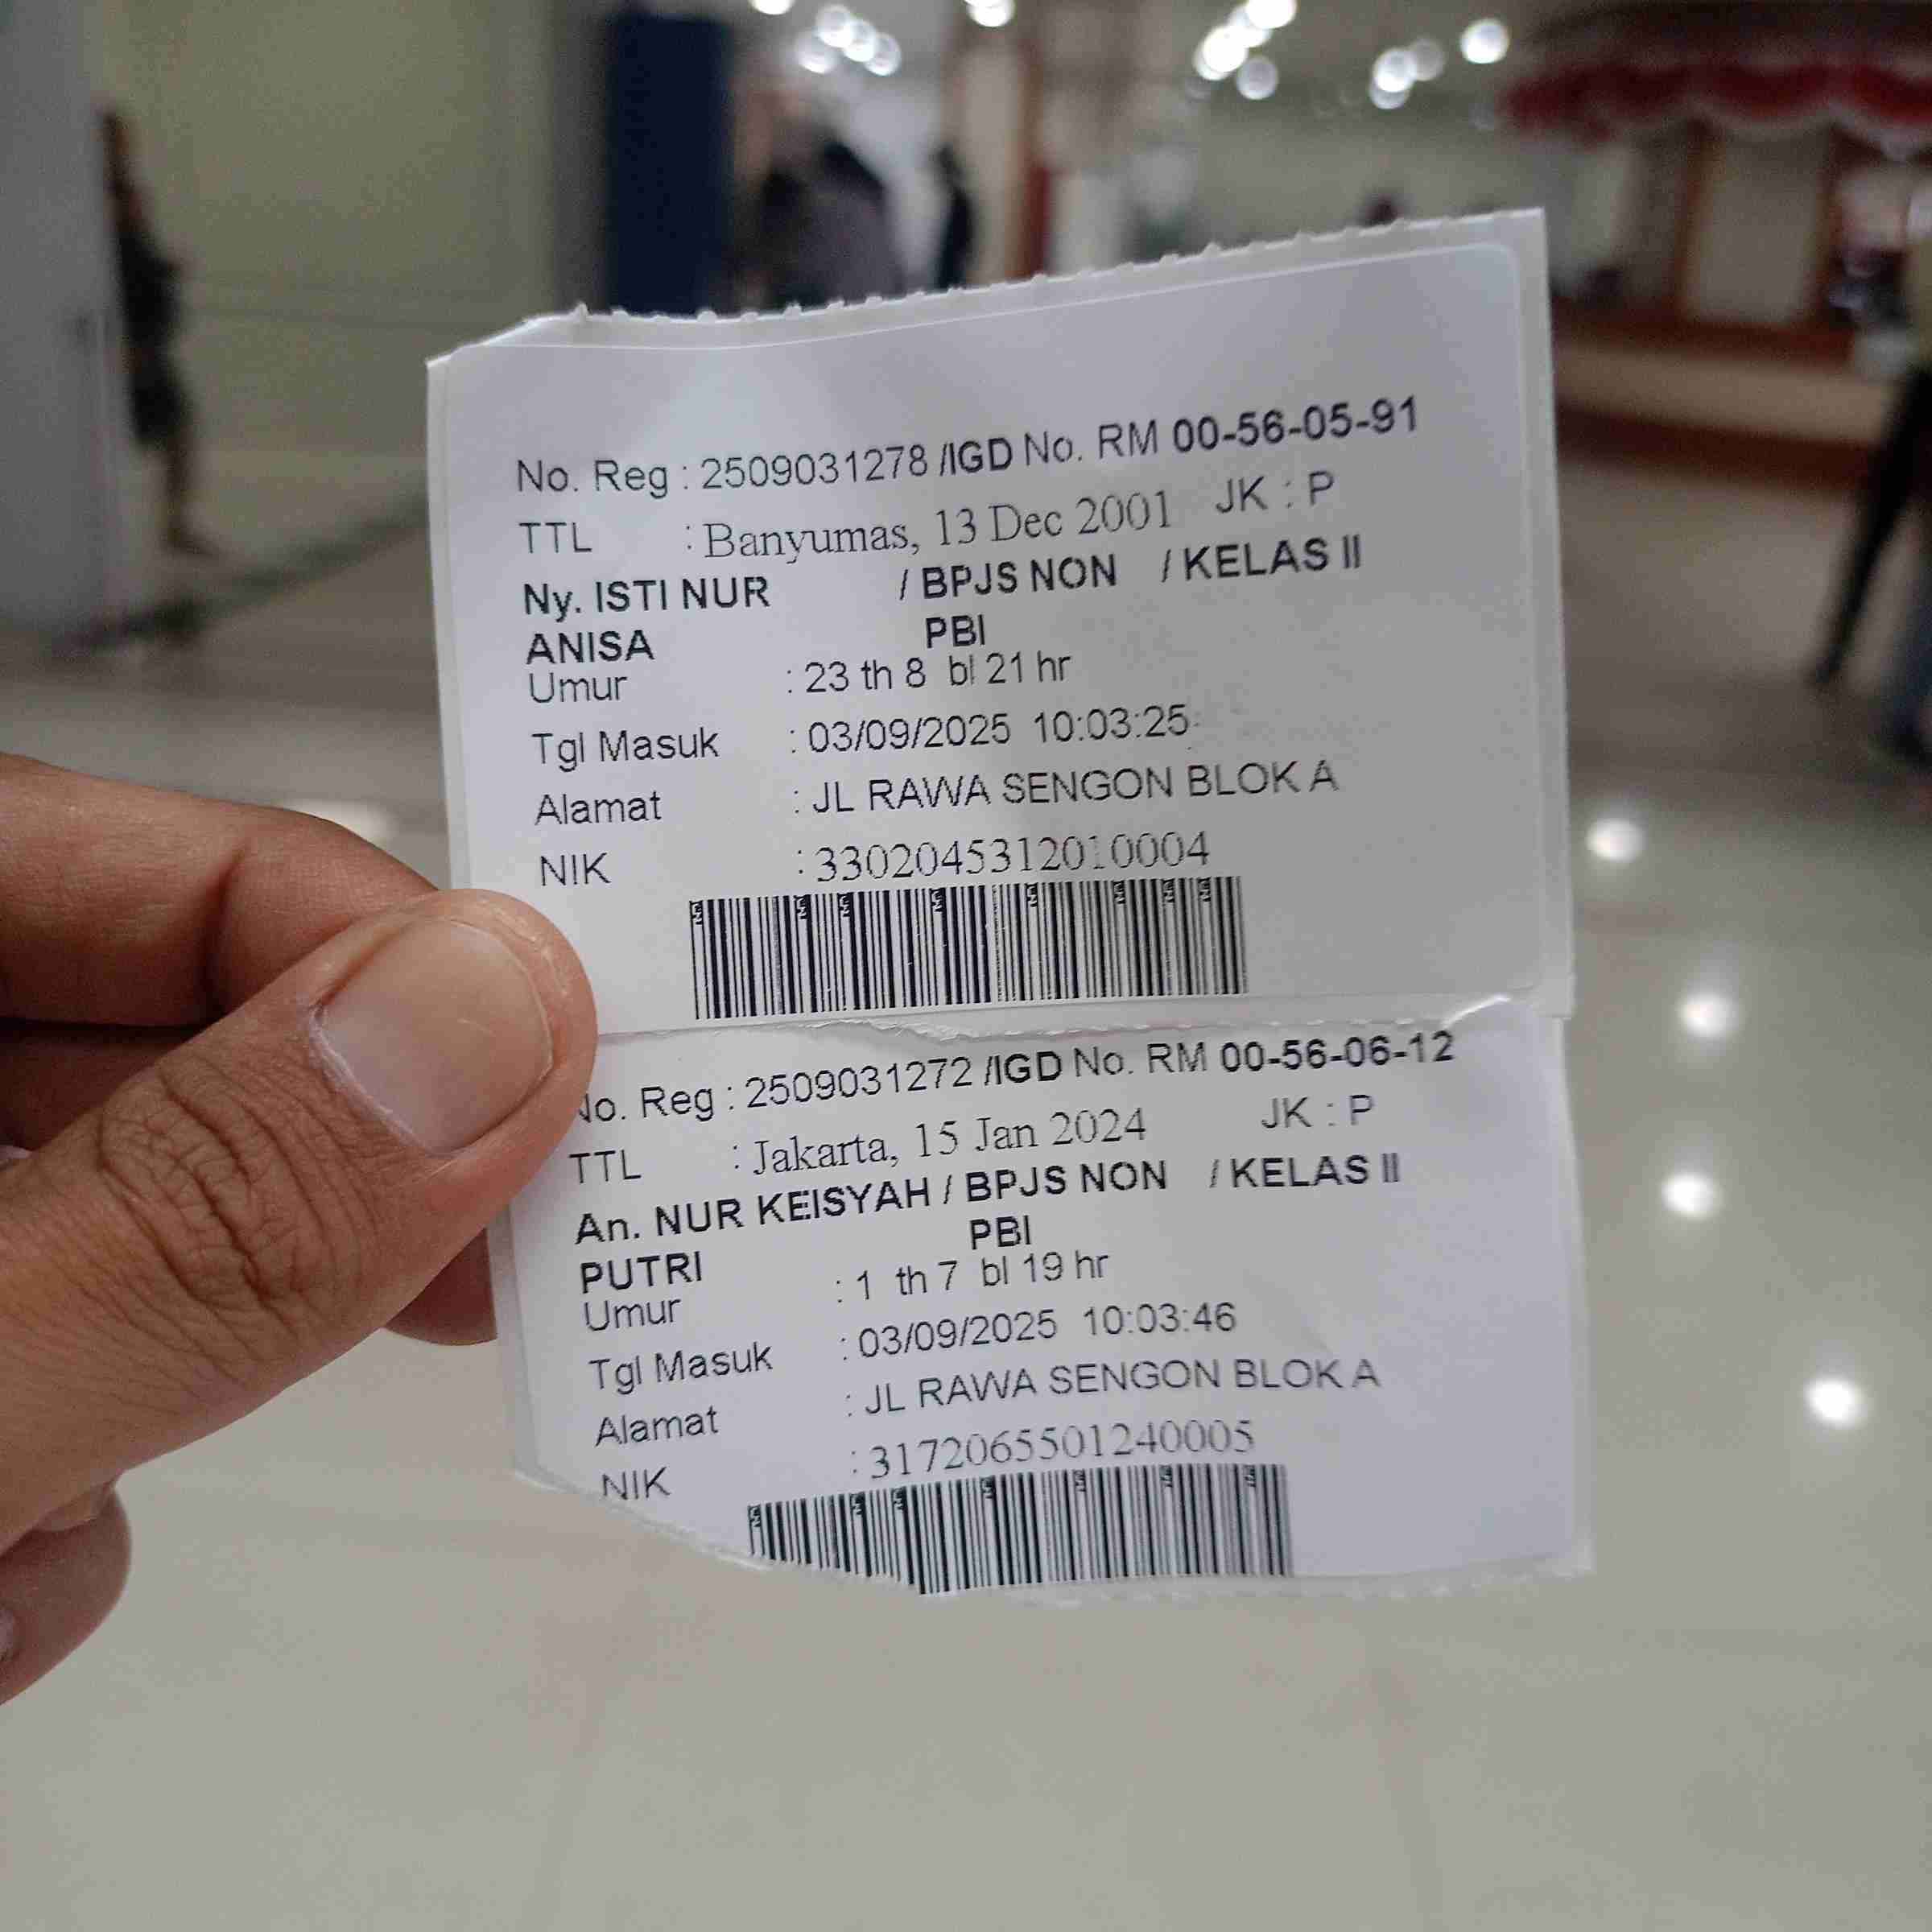 No. Reg : 2509031278 /IGD No. RM 00-56-05-91
TTL : Banyumas, 13 Dec 2001 JK : P
Ny. ISTI NUR / BPJS NON / KELAS II
ANISA PBI
Umur : 23 th 8 bl 21 hr
Tgl Masuk : 03/09/2025 10:03:25
Alamat : JL RAWA SENGON BLOK A
NIK : 3302045312010004
No. Reg : 2509031272 /IGD No. RM 00-56-06-12
TTL : Jakarta, 15 Jan 2024 JK : P
An. NUR KEISYAH / BPJS NON / KELAS II
PUTRI PBI
Umur : 1 th 7 bl 19 hr
Tgl Masuk : 03/09/2025 10:03:46
Alamat : JL RAWA SENGON BLOK A
NIK : 3172065501240005